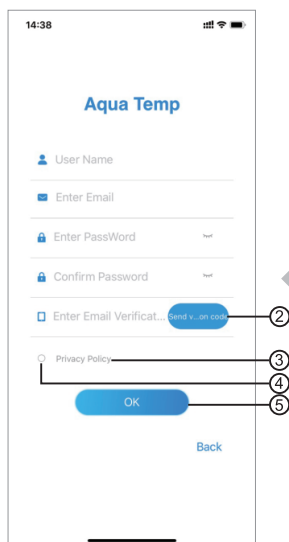 14:38
Aqua Temp
User Name
Enter Email
Enter PassWord
Confirm Password
Enter Email Verificat... Send v...on code
②
Privacy Policy
③
④
OK
⑤
Back